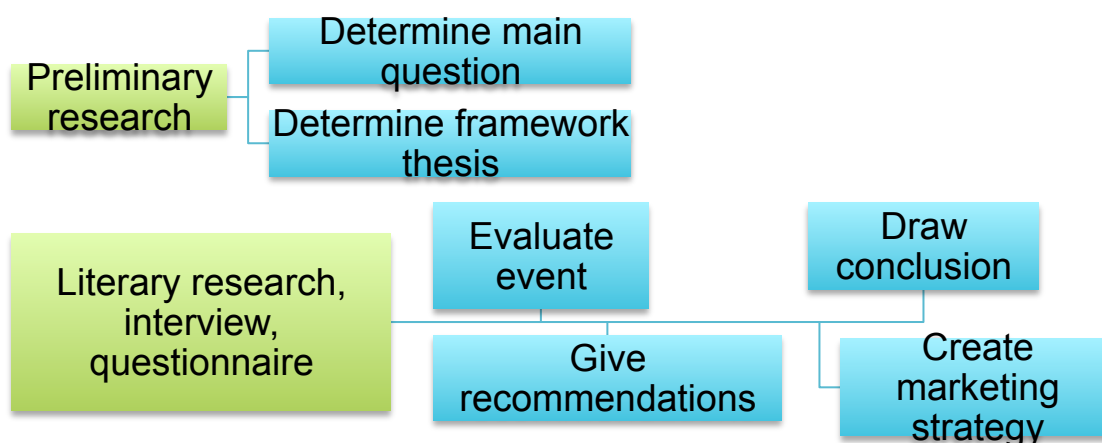 Preliminary
research
Determine main
question
Determine framework
thesis
Literary research,
interview,
questionnaire
Evaluate
event
Give
recommendations
Draw
conclusion
Create
marketing
strategy